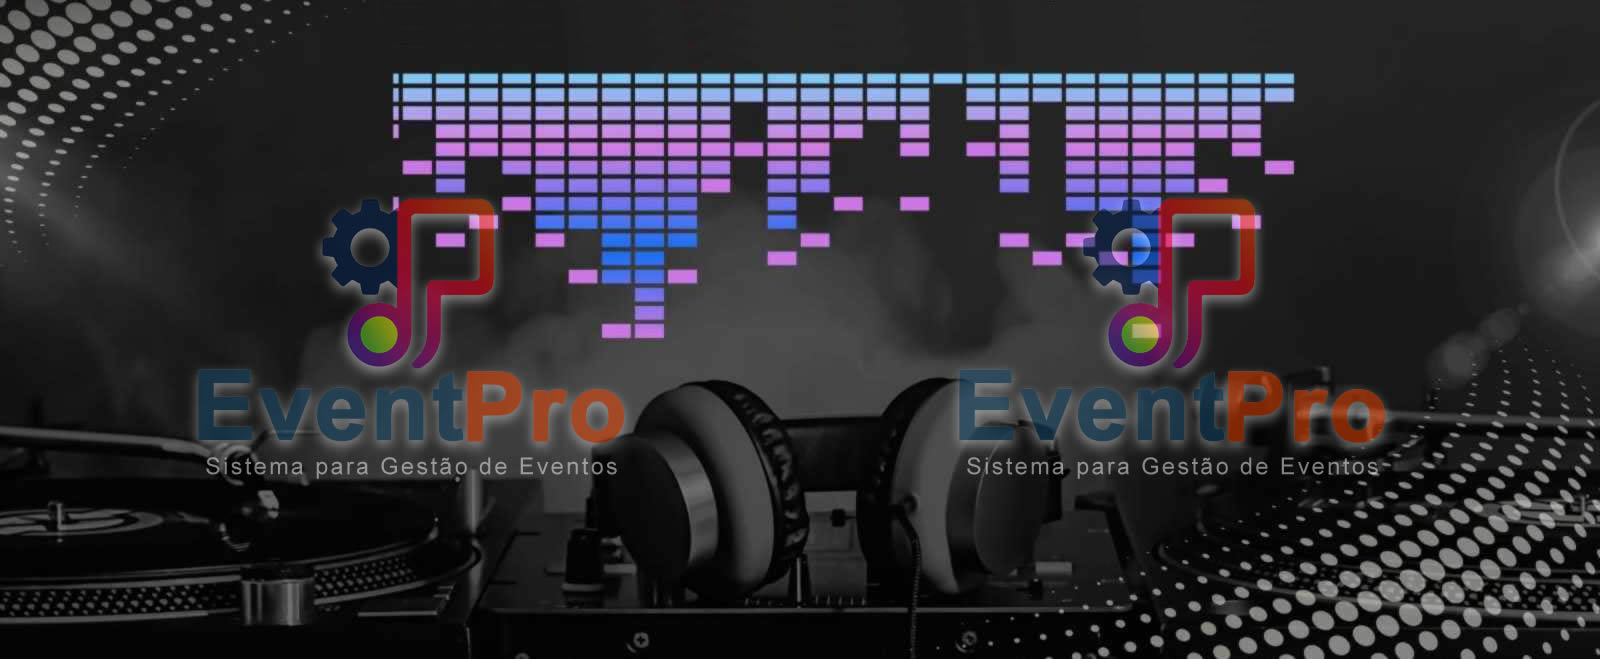 EventPro
Sistema para Gestão de Eventos
EventPro
Sistema para Gestão de Eventos